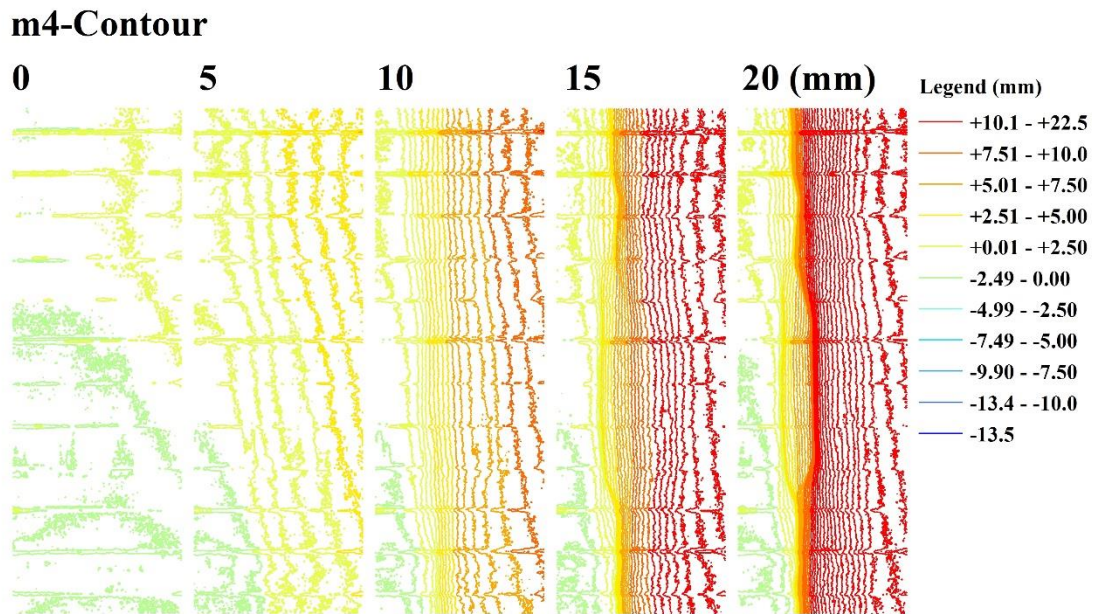 m4-Contour
0 5 10 15 20 (mm)
Legend (mm)
+10.1 - +22.5
+7.51 - +10.0
+5.01 - +7.50
+2.51 - +5.00
+0.01 - +2.50
-2.49 - 0.00
-4.99 - -2.50
-7.49 - -5.00
-9.90 - -7.50
-13.4 - -10.0
-13.5